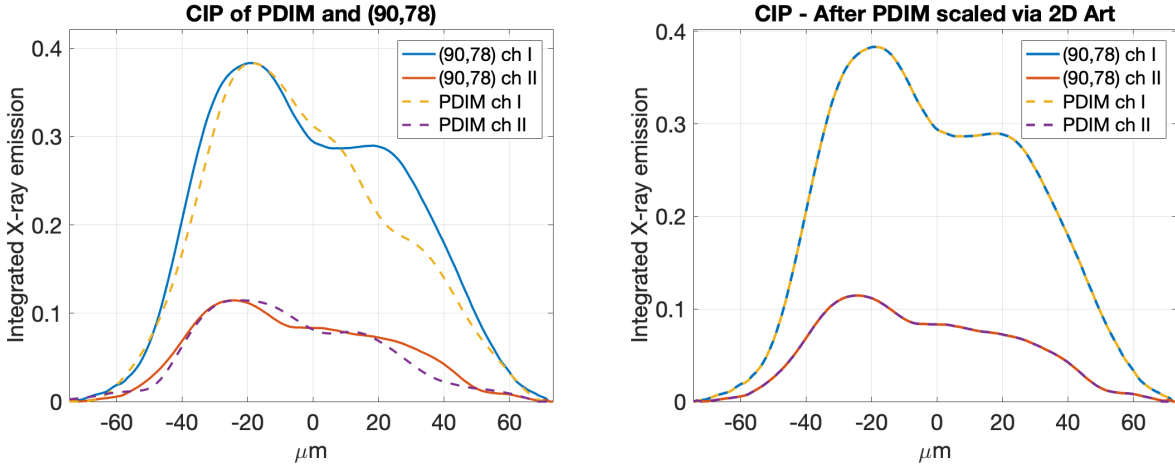 CIP of PDIM and (90,78)
Integrated X-ray emission
0.4
0.3
0.2
0.1
0
-60 -40 -20 0 20 40 60
μm
(90,78) ch I
(90,78) ch II
PDIM ch I
PDIM ch II
CIP - After PDIM scaled via 2D Art
Integrated X-ray emission
0.4
0.3
0.2
0.1
0
-60 -40 -20 0 20 40 60
μm
(90,78) ch I
(90,78) ch II
PDIM ch I
PDIM ch II